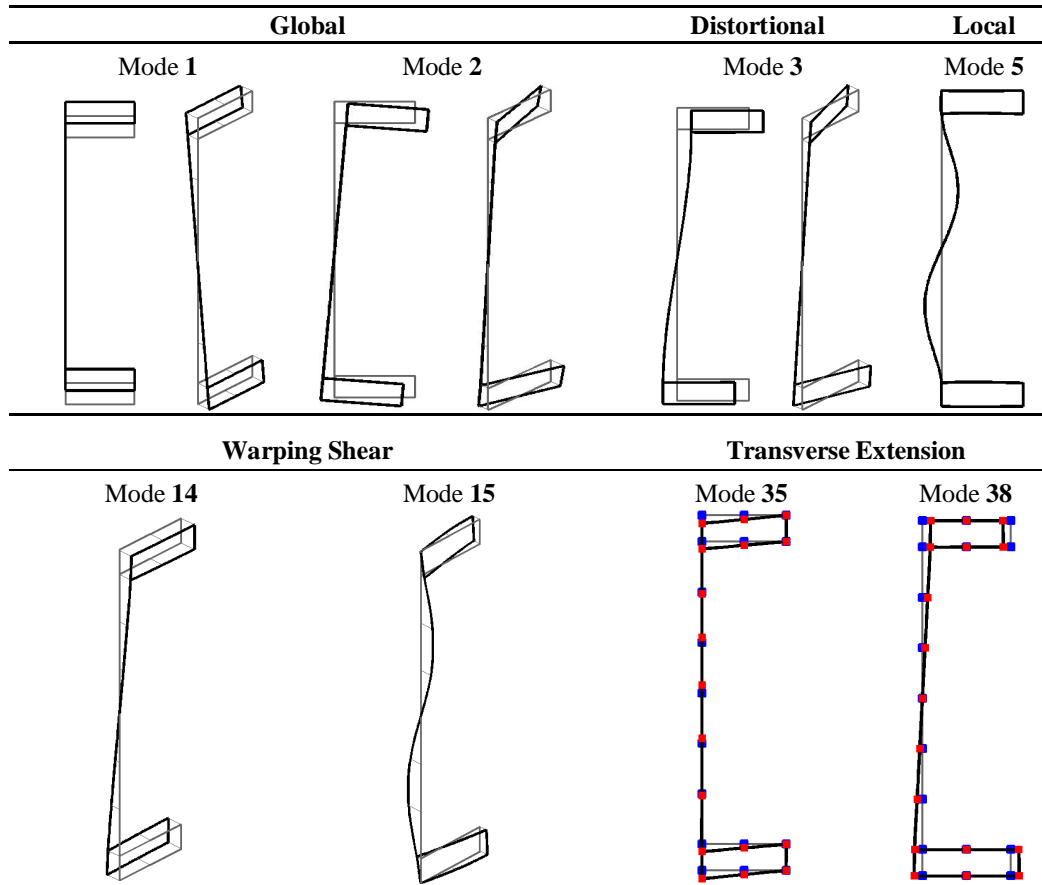 Global Distortional Local
Mode 1 Mode 2 Mode 3 Mode 5
Warping Shear Transverse Extension
Mode 14 Mode 15 Mode 35 Mode 38